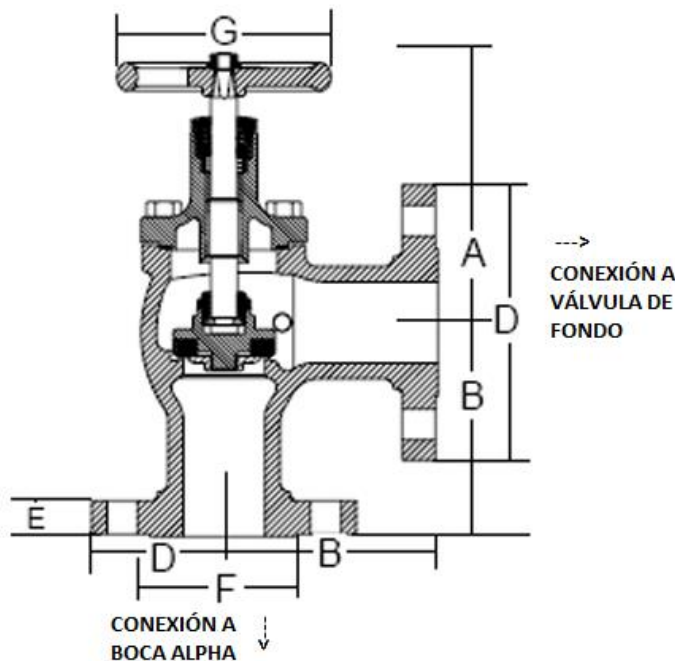 G
A
--->
CONEXIÓN A
VÁLVULA DE
FONDO
D
B
E
D
B
F
CONEXIÓN A
BOCA ALPHA